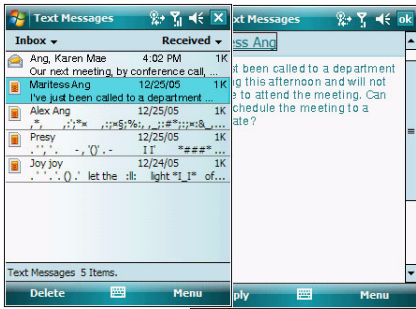 Text Messages
Inbox Received
Ang, Karen Mae 4:02 PM 1K
Our next meeting, by conference call, ...
Maritess Ang 12/25/05 1K
I've just been called to a department ...
Alex Ang 12/25/05 1K
Presy 12/25/05 1K
Joy joy 12/24/05 1K
let the :ll: light *I_I* of...
Text Messages 5 Items.
Delete Menu
xt Messages ok
ss Ang
st been called to a department
g this afternoon and will not
e to attend the meeting. Can
chedule the meeting to a
ate?
ply Menu